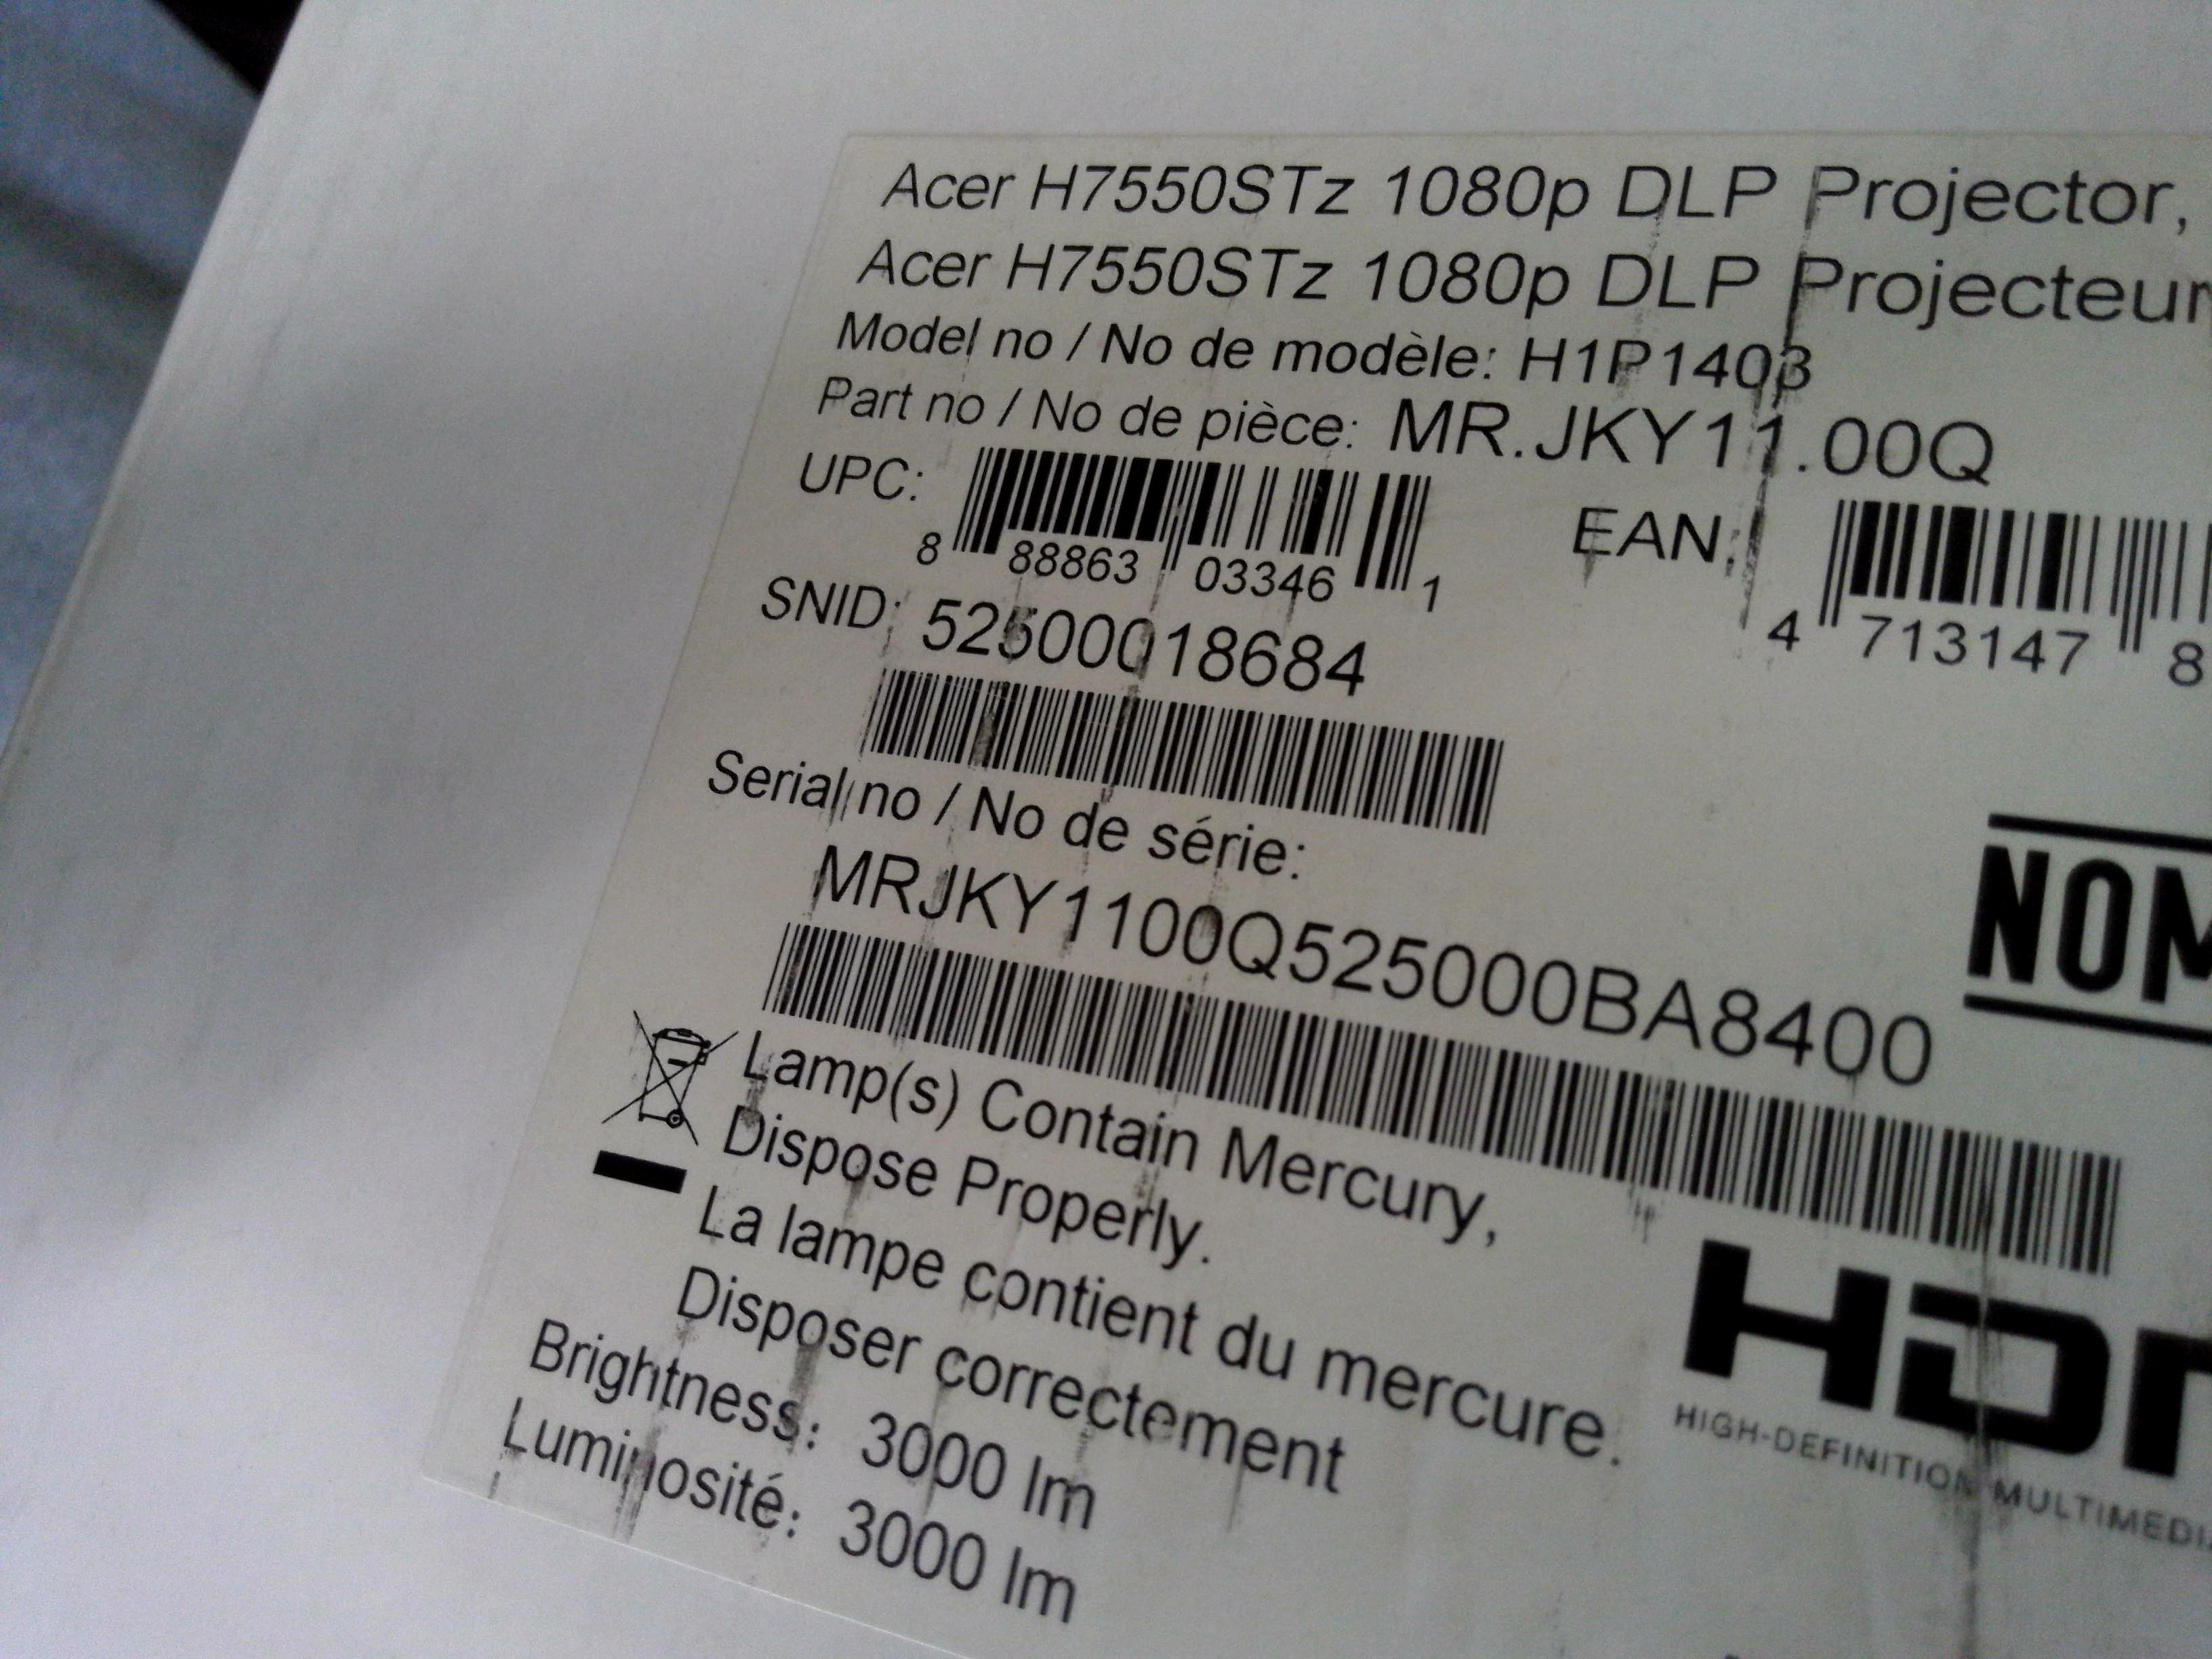 Acer H7550STz 1080p DLP Projector,
Acer H7550STz 1080p DLP Projecteur
Model no / No de modèle: H1P1403
Part no / No de pièce: MR.JKY11.00Q
UPC:
8 88863 03346 1
EAN:
4 713147 8
SNID: 52500018684
Serial no / No de série:
MRJKY1100Q525000BA8400
NOM
Lamp(s) Contain Mercury,
Dispose Properly.
La lampe contient du mercure.
Disposer correctement
HIGH-DEFINITION MULTIMEDIA
Brightness: 3000 lm
Luminosité: 3000 lm